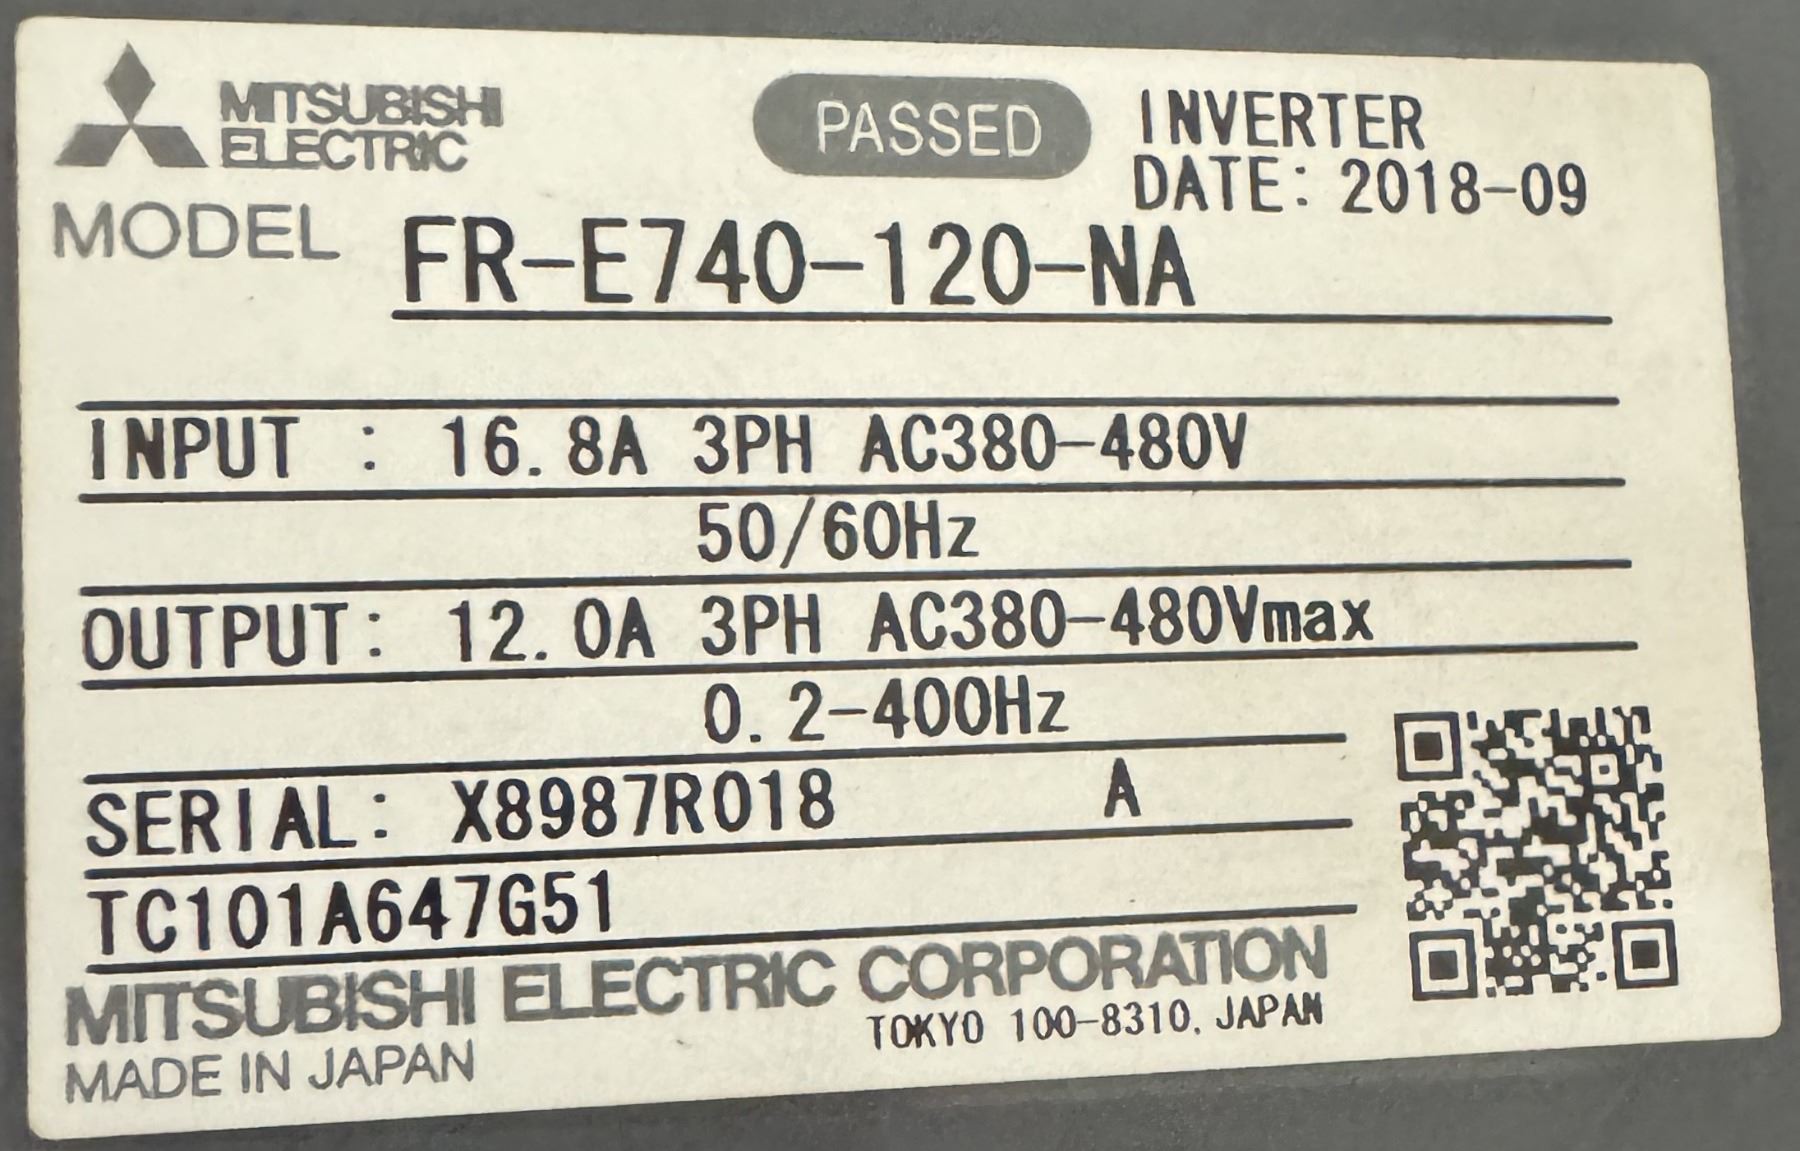 MITSUBISHI
ELECTRIC
PASSED
INVERTER
DATE: 2018-09
MODEL FR-E740-120-NA
INPUT : 16.8A 3PH AC380-480V
50/60Hz
OUTPUT: 12.0A 3PH AC380-480Vmax
0.2-400Hz
SERIAL: X8987R018 A
TC101A647G51
MITSUBISHI ELECTRIC CORPORATION
TOKYO 100-8310, JAPAN
MADE IN JAPAN